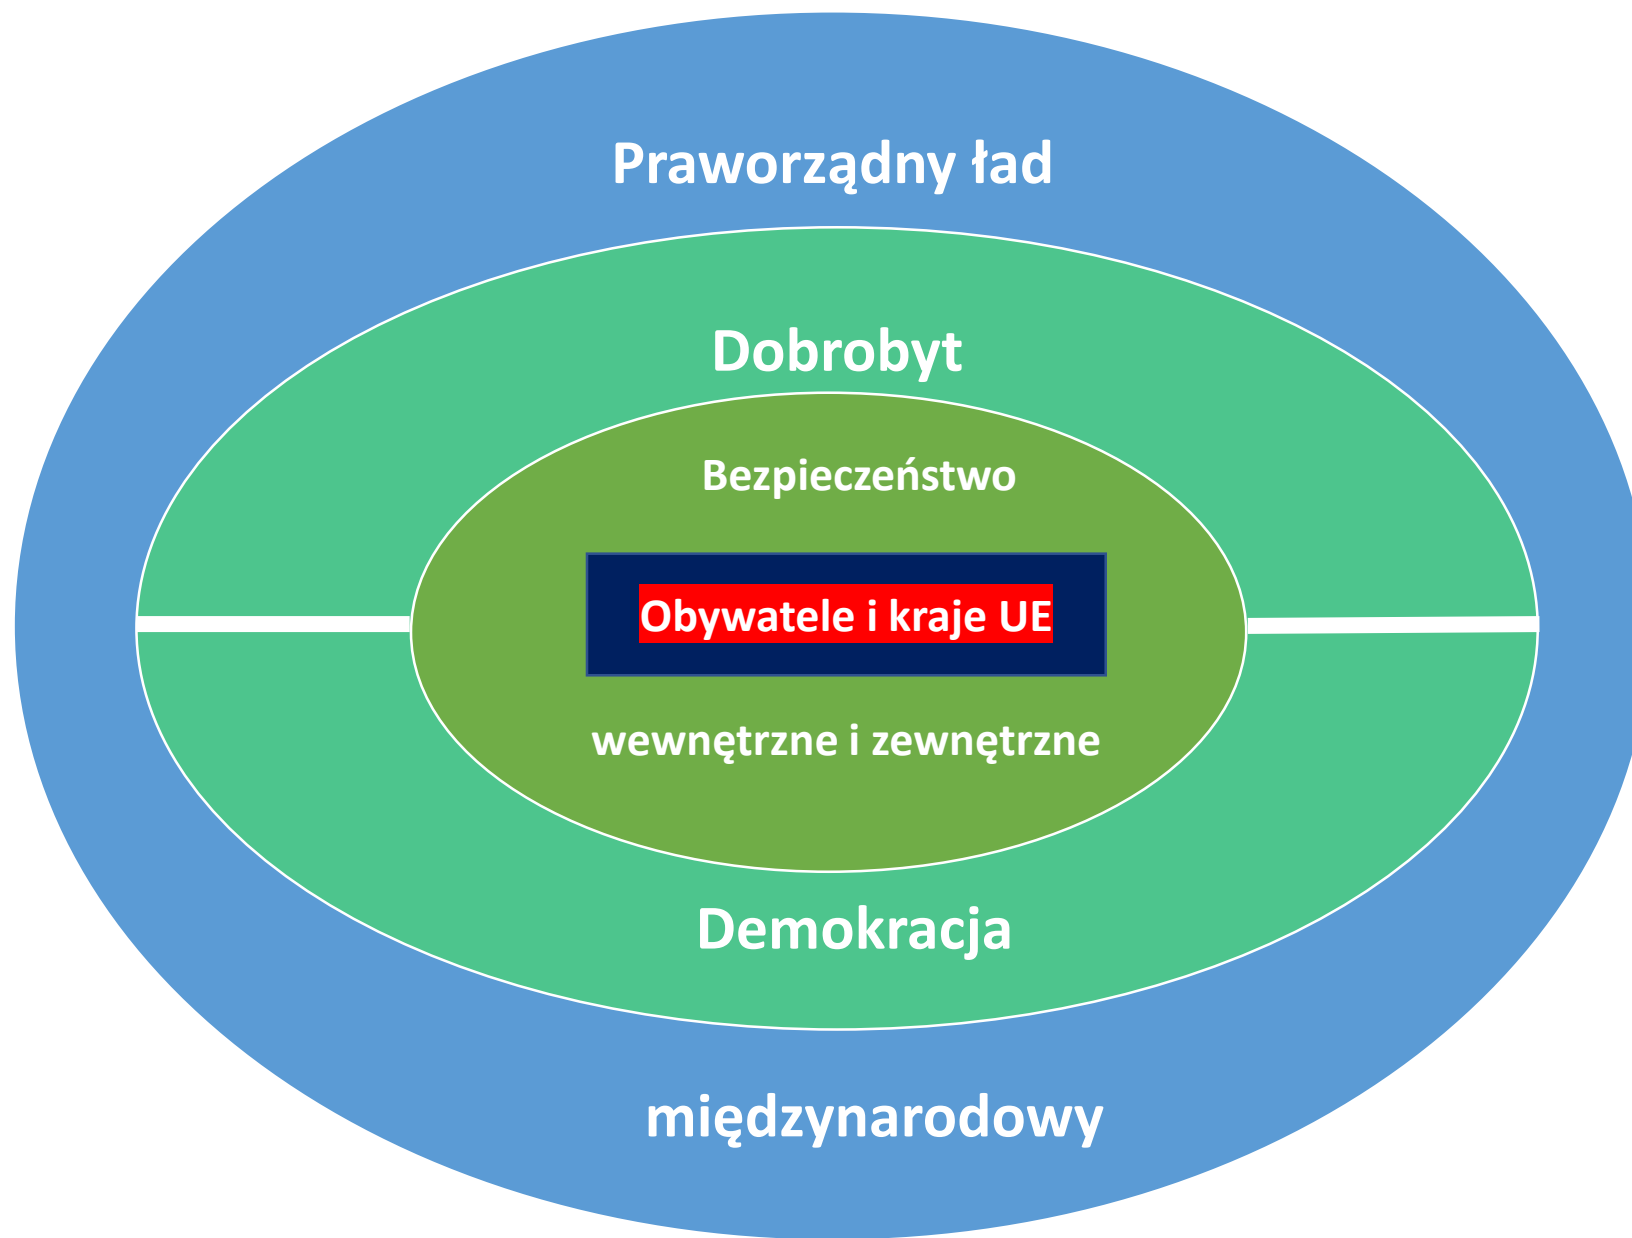 Praworządny ład
Dobrobyt
Bezpieczeństwo
Obywatele i kraje UE
wewnętrzne i zewnętrzne
Demokracja
międzynarodowy